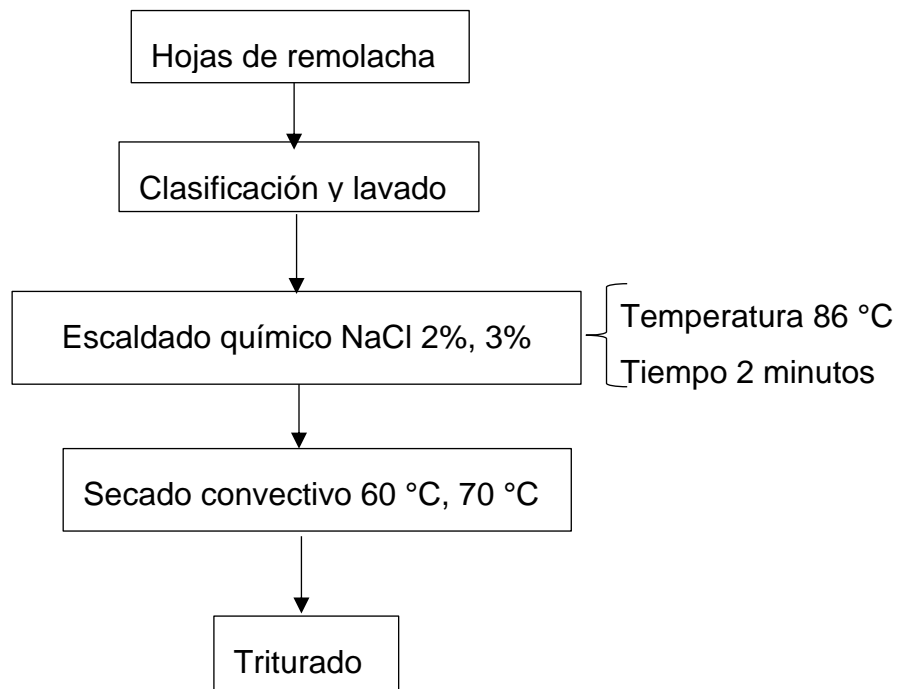 Hojas de remolacha
Clasificación y lavado
Escaldado químico NaCl 2%, 3%
Temperatura 86 °C
Tiempo 2 minutos
Secado convectivo 60 °C, 70 °C
Triturado